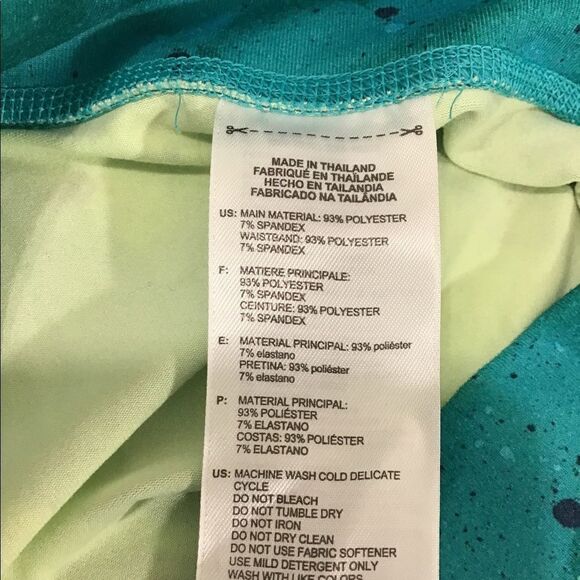 MADE IN THAILAND
FABRIQUÉ EN THAÏLANDE
HECHO EN TAILANDIA
FABRICADO NA TAILÂNDIA
US: MAIN MATERIAL: 93% POLYESTER
7% SPANDEX
WAISTBAND: 93% POLYESTER
7% SPANDEX
F: MATIERE PRINCIPALE:
93% POLYESTER
7% SPANDEX
CEINTURE: 93% POLYESTER
7% SPANDEX
E: MATERIAL PRINCIPAL: 93% poliéster
7% elastano
PRETINA: 93% poliéster
7% elastano
P: MATERIAL PRINCIPAL:
93% POLIÉSTER
7% ELASTANO
COSTAS: 93% POLIÉSTER
7% ELASTANO
US: MACHINE WASH COLD DELICATE
CYCLE
DO NOT BLEACH
DO NOT TUMBLE DRY
DO NOT IRON
DO NOT DRY CLEAN
DO NOT USE FABRIC SOFTENER
USE MILD DETERGENT ONLY
WASH WITH LIKE COLORS